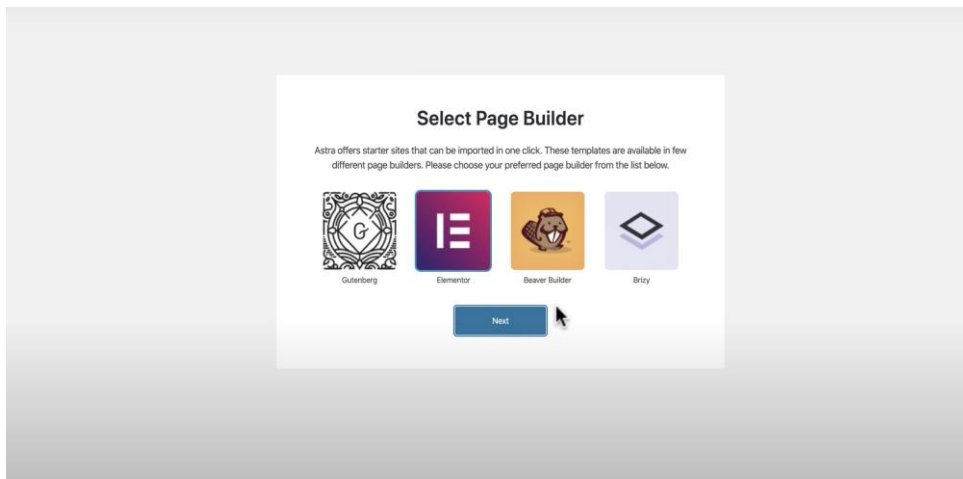 Select Page Builder
Astra offers starter sites that can be imported in one click. These templates are available in few
different page builders. Please choose your preferred page builder from the list below.
G
Gutenberg
Elementor
Beaver Builder
Brizy
Next